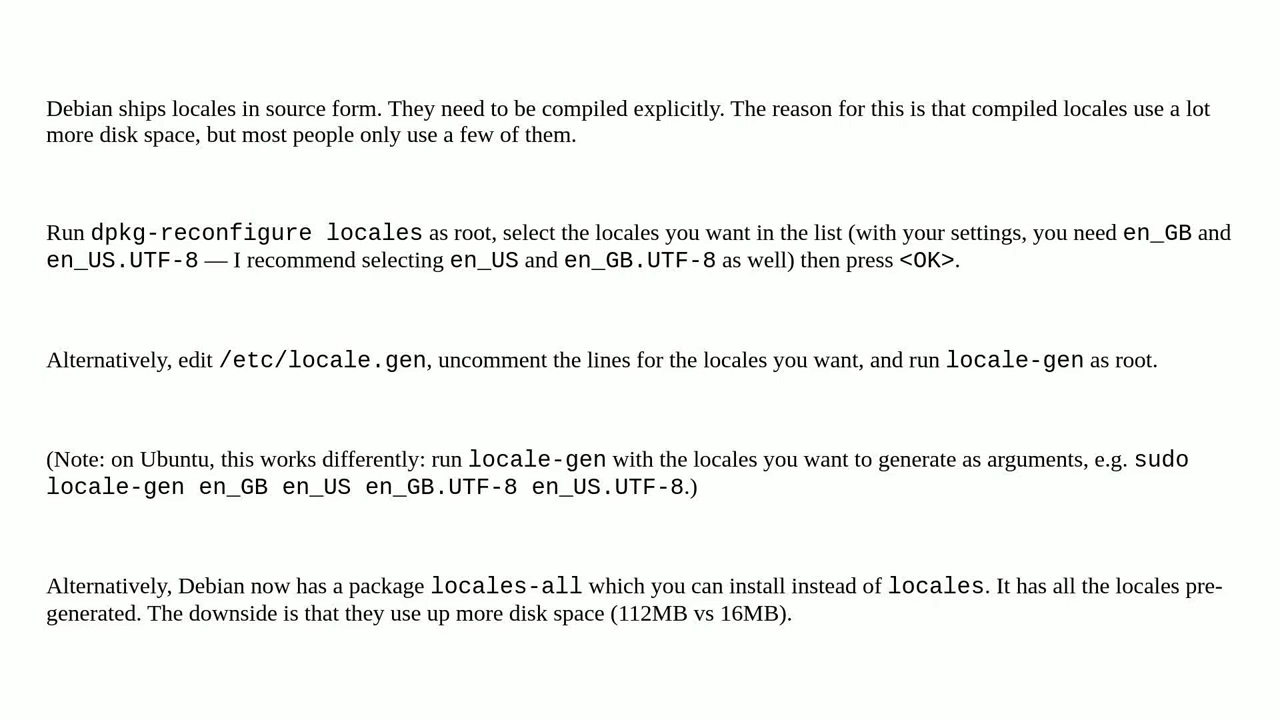 Debian ships locales in source form. They need to be compiled explicitly. The reason for this is that compiled locales use a lot
more disk space, but most people only use a few of them.
Run dpkg-reconfigure locales as root, select the locales you want in the list (with your settings, you need en_GB and
en_US.UTF-8 — I recommend selecting en_US and en_GB.UTF-8 as well) then press <OK>.
Alternatively, edit /etc/locale.gen, uncomment the lines for the locales you want, and run locale-gen as root.
(Note: on Ubuntu, this works differently: run locale-gen with the locales you want to generate as arguments, e.g. sudo
locale-gen en_GB en_US en_GB.UTF-8 en_US.UTF-8.)
Alternatively, Debian now has a package locales-all which you can install instead of locales. It has all the locales pre-
generated. The downside is that they use up more disk space (112MB vs 16MB).